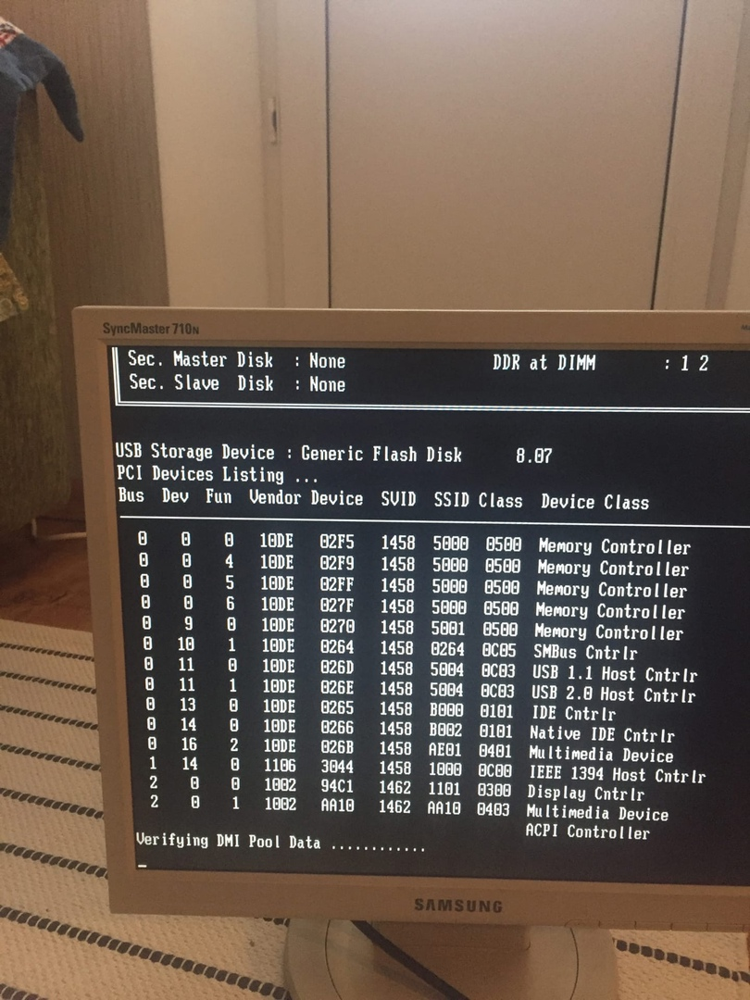 SyncMaster 710N
Sec. Master Disk : None DDR at DIMM : 1 2
Sec. Slave Disk : None
USB Storage Device : Generic Flash Disk 8.07
PCI Devices Listing ...
Bus Dev Fun Vendor Device SVID SSID Class Device Class
0 0 0 10DE 02F5 1458 5000 0500 Memory Controller
0 0 4 10DE 02F9 1458 5000 0500 Memory Controller
0 0 5 10DE 02FF 1458 5000 0500 Memory Controller
0 0 6 10DE 027F 1458 5000 0500 Memory Controller
0 9 0 10DE 0270 1458 5001 0500 Memory Controller
0 10 1 10DE 0264 1458 0264 0C05 SMBus Cntrlr
0 11 0 10DE 026D 1458 5004 0C03 USB 1.1 Host Cntrlr
0 11 1 10DE 026E 1458 5004 0C03 USB 2.0 Host Cntrlr
0 13 0 10DE 0265 1458 B000 0101 IDE Cntrlr
0 14 0 10DE 0266 1458 B002 0101 Native IDE Cntrlr
0 16 2 10DE 026B 1458 AE01 0401 Multimedia Device
1 14 0 1106 3044 1458 1000 0C00 IEEE 1394 Host Cntrlr
2 0 0 1002 94C1 1462 1101 0300 Display Cntrlr
2 0 1 1002 AA10 1462 AA10 0403 Multimedia Device
ACPI Controller
Verifying DMI Pool Data ............
_
SAMSUNG